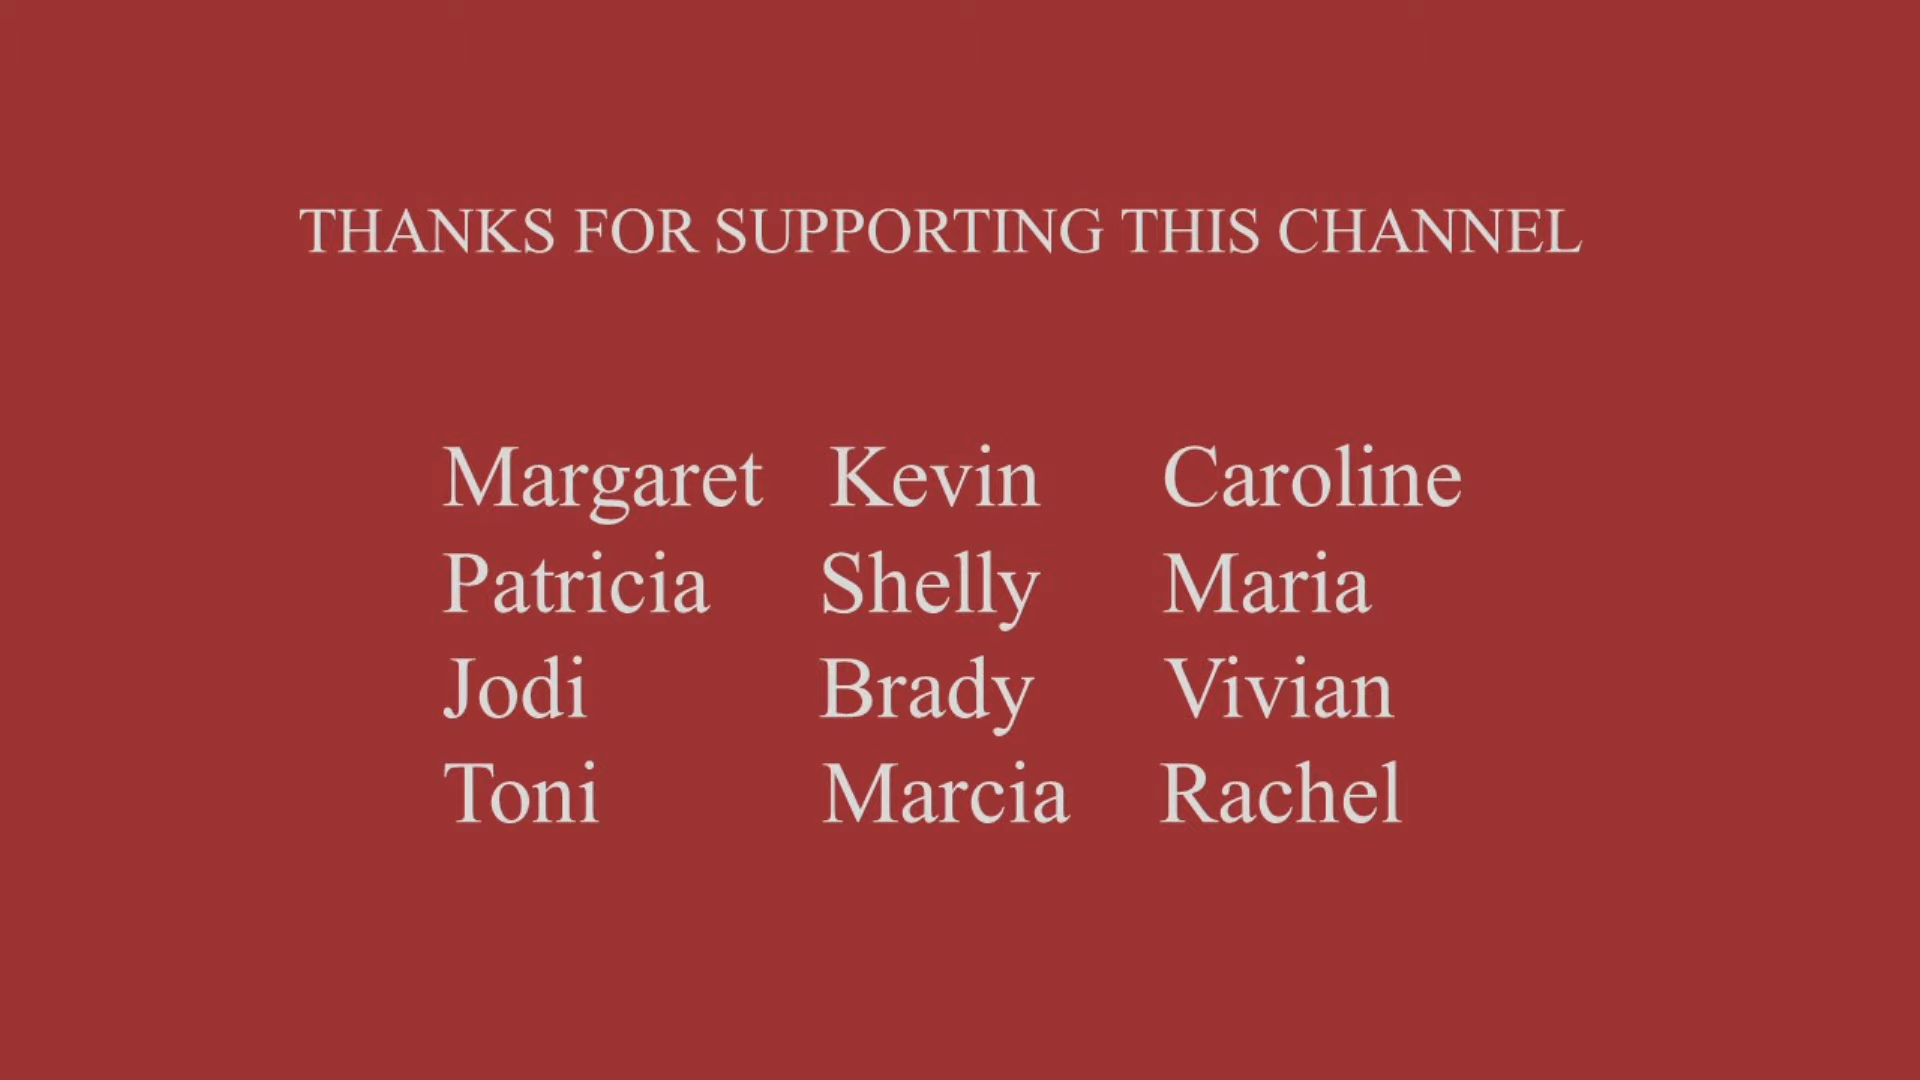 THANKS FOR SUPPORTING THIS CHANNEL
Margaret Kevin Caroline
Patricia Shelly Maria
Jodi Brady Vivian
Toni Marcia Rachel